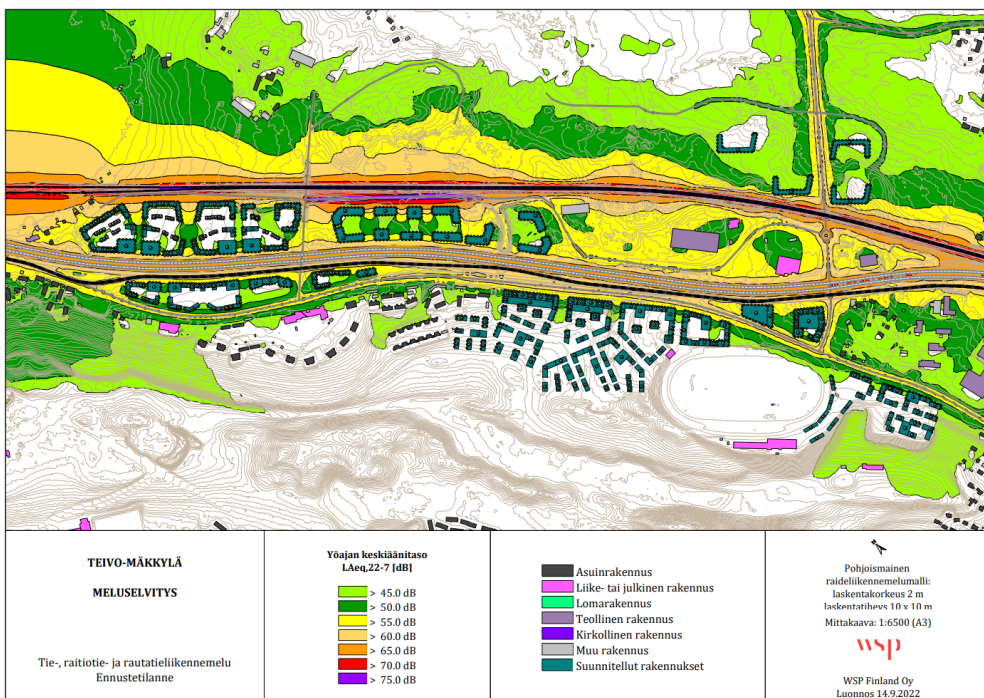 TEIVO-MÄKKYLÄ
MELUSELVITYS
Tie-, raitiotie- ja rautatieliikennemelu
Ennustetilanne
Yöajan keskiäänitaso
LAeq,22-7 [dB]
> 45.0 dB
> 50.0 dB
> 55.0 dB
> 60.0 dB
> 65.0 dB
> 70.0 dB
> 75.0 dB
Asuinrakennus
Liike- tai julkinen rakennus
Lomarakennus
Teollinen rakennus
Kirkollinen rakennus
Muu rakennus
Suunnitellut rakennukset
Pohjoismainen
raideliikennemelumalli:
laskentakorkeus 2 m
laskentatiheys 10 x 10 m
Mittakaava: 1:6500 (A3)
wsp
WSP Finland Oy
Luonnos 14.9.2022